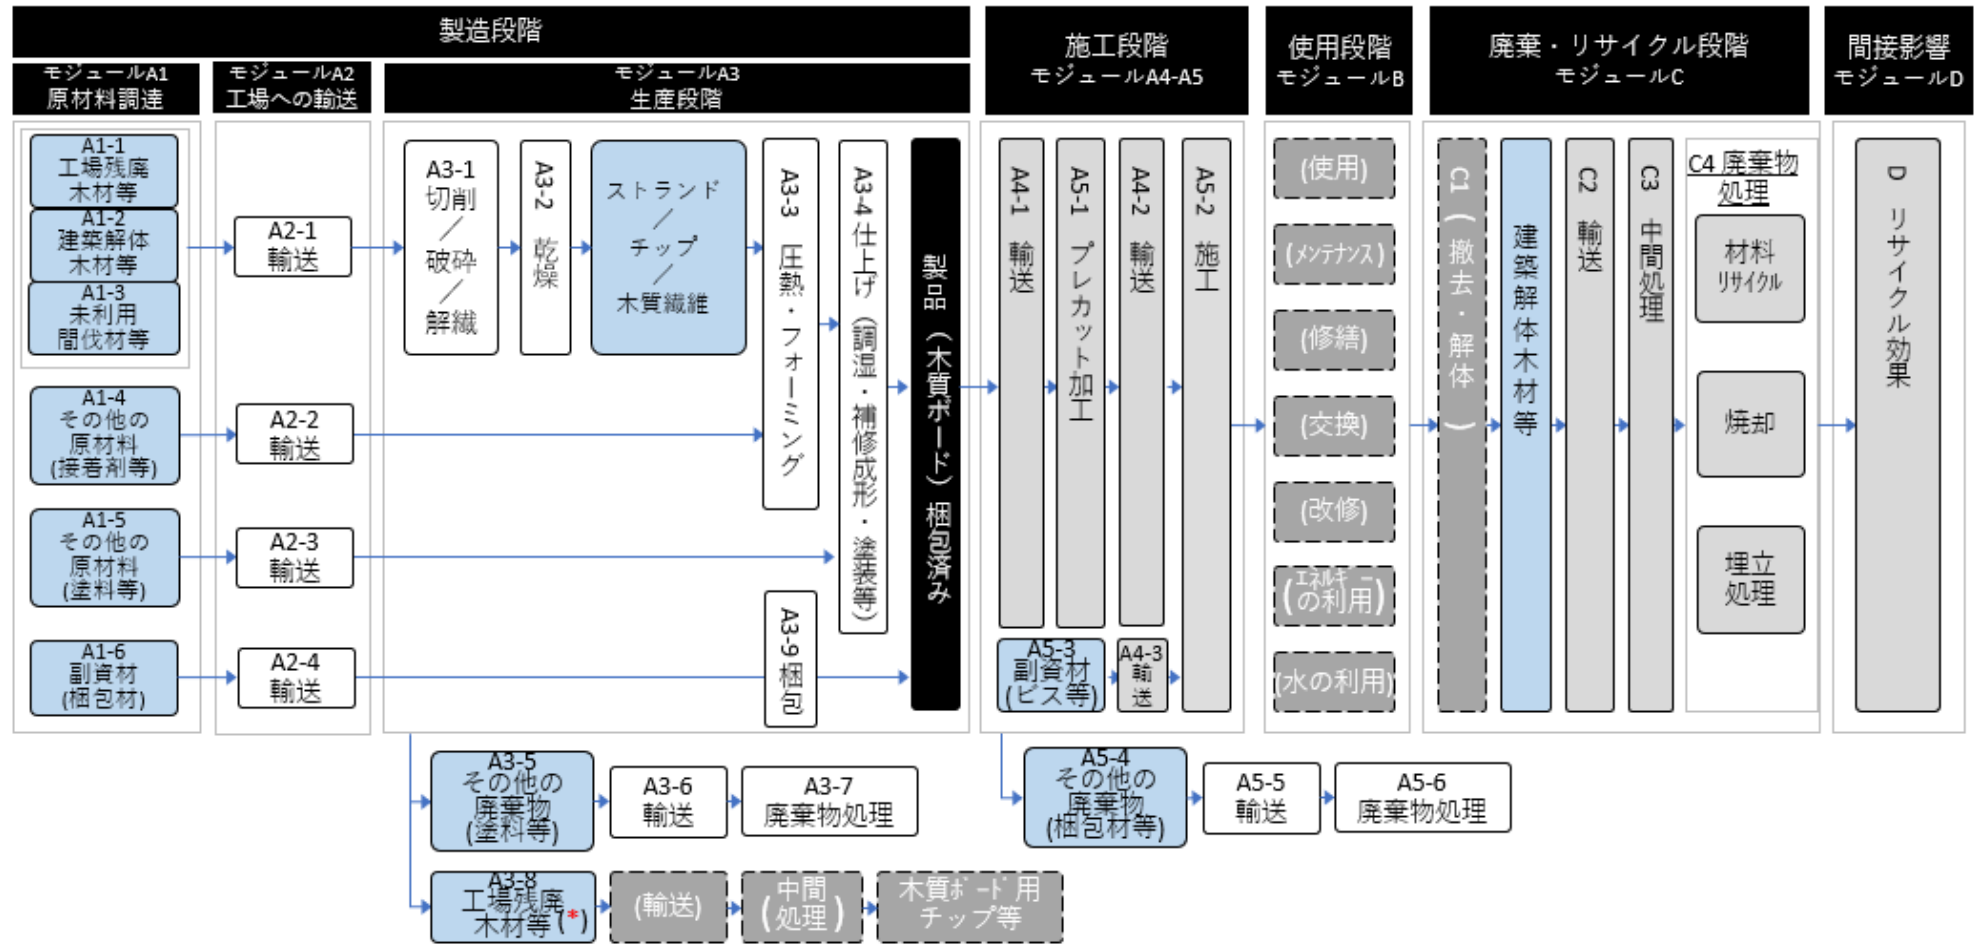 製造段階
モジュールA1
原材料調達
モジュールA2
工場への輸送
モジュールA3
生産段階
施工段階
モジュールA4-A5
使用段階
モジュールB
廃棄・リサイクル段階
モジュールC
間接影響
モジュールD
A1-1
工場残廃
木材等
A1-2
建築解体
木材等
A1-3
未利用
間伐材等
A1-4
その他の
原材料
(接着剤等)
A1-5
その他の
原材料
(塗料等)
A1-6
副資材
(梱包材)
A2-1
輸送
A2-2
輸送
A2-3
輸送
A2-4
輸送
A3-1
切削
／
破砕
／
解繊
A3-2 乾燥
ストランド
／
チップ
／
木質繊維
A3-3 圧熱・フォーミング
A3-4 仕上げ（調湿・補修成形・塗装等）
A3-9 梱包
製品（木質ボード）梱包済み
A4-1 輸送
A5-1 プレカット加工
A4-2 輸送
A5-2 施工
A5-3
副資材
(ビス等)
A4-3
輸
送
(使用)
(メンテナンス)
(修繕)
(交換)
(改修)
(エネルギー
の利用)
(水の利用)
C1（撤去・解体）
建築解体木材等
C2 輸送
C3 中間処理
C4 廃棄物
処理
材料
リサイクル
焼却
埋立
処理
D リサイクル効果
A3-5
その他の
廃棄物
(塗料等)
A3-6
輸送
A3-7
廃棄物処理
A5-4
その他の
廃棄物
(梱包材等)
A5-5
輸送
A5-6
廃棄物処理
A3-8
工場残廃
木材等(*)
(輸送)
(中間
処理)
木質ボード用
チップ等